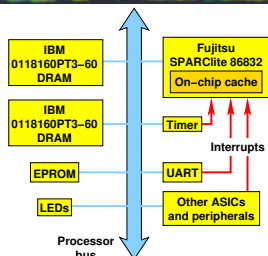 IBM
0118160PT3-60
DRAM
Fujitsu
SPARClite 86832
On-chip cache
IBM
0118160PT3-60
DRAM
Timer
Interrupts
EPROM
UART
LEDs
Other ASICs
and peripherals
Processor
bus